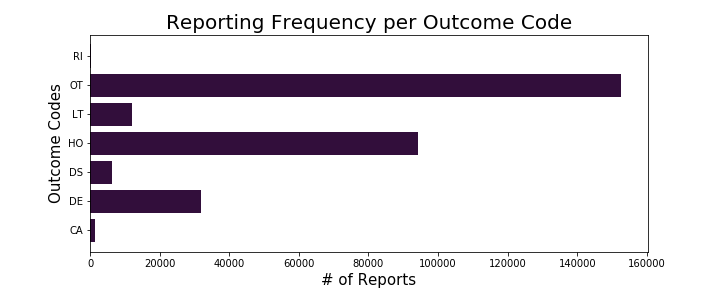 Reporting Frequency per Outcome Code
RI
OT
LT
HO
DS
DE
CA
Outcome Codes
0 20000 40000 60000 80000 100000 120000 140000 160000
# of Reports